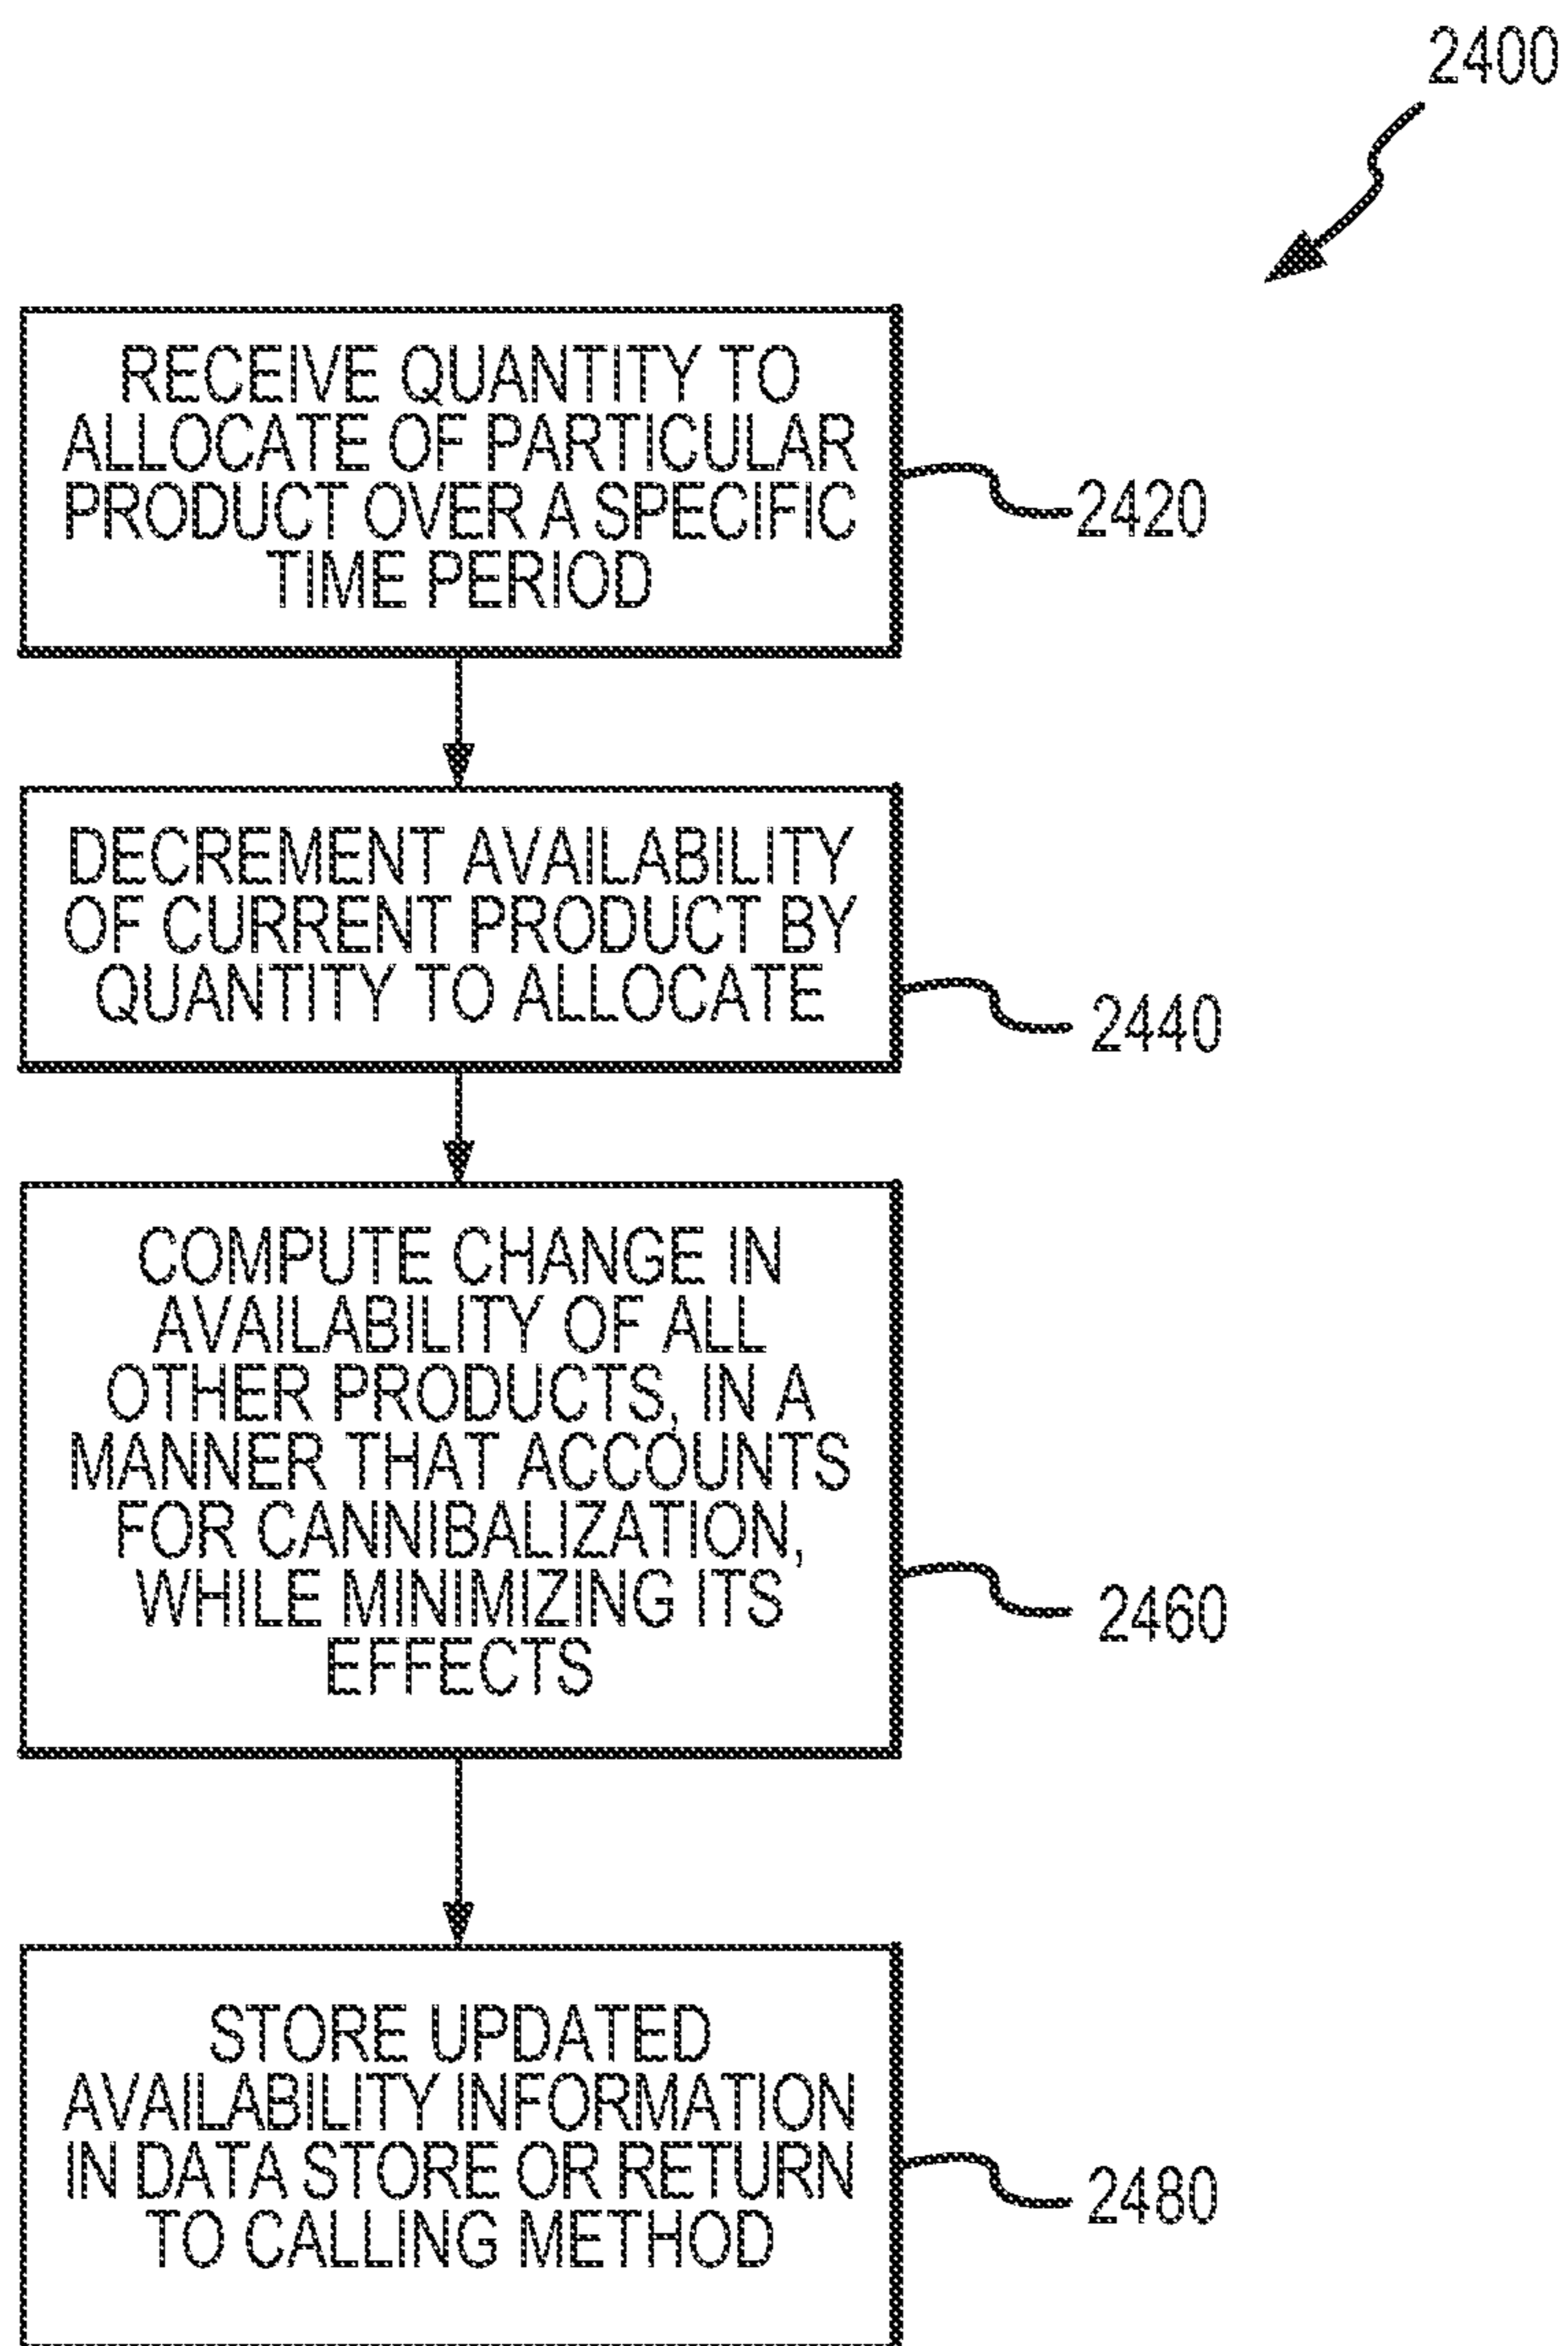 2400
RECEIVE QUANTITY TO
ALLOCATE OF PARTICULAR
PRODUCT OVER A SPECIFIC
TIME PERIOD
2420
DECREMENT AVAILABILITY
OF CURRENT PRODUCT BY
QUANTITY TO ALLOCATE
2440
COMPUTE CHANGE IN
AVAILABILITY OF ALL
OTHER PRODUCTS, IN A
MANNER THAT ACCOUNTS
FOR CANNIBALIZATION,
WHILE MINIMIZING ITS
EFFECTS
2460
STORE UPDATED
AVAILABILITY INFORMATION
IN DATA STORE OR RETURN
TO CALLING METHOD
2480